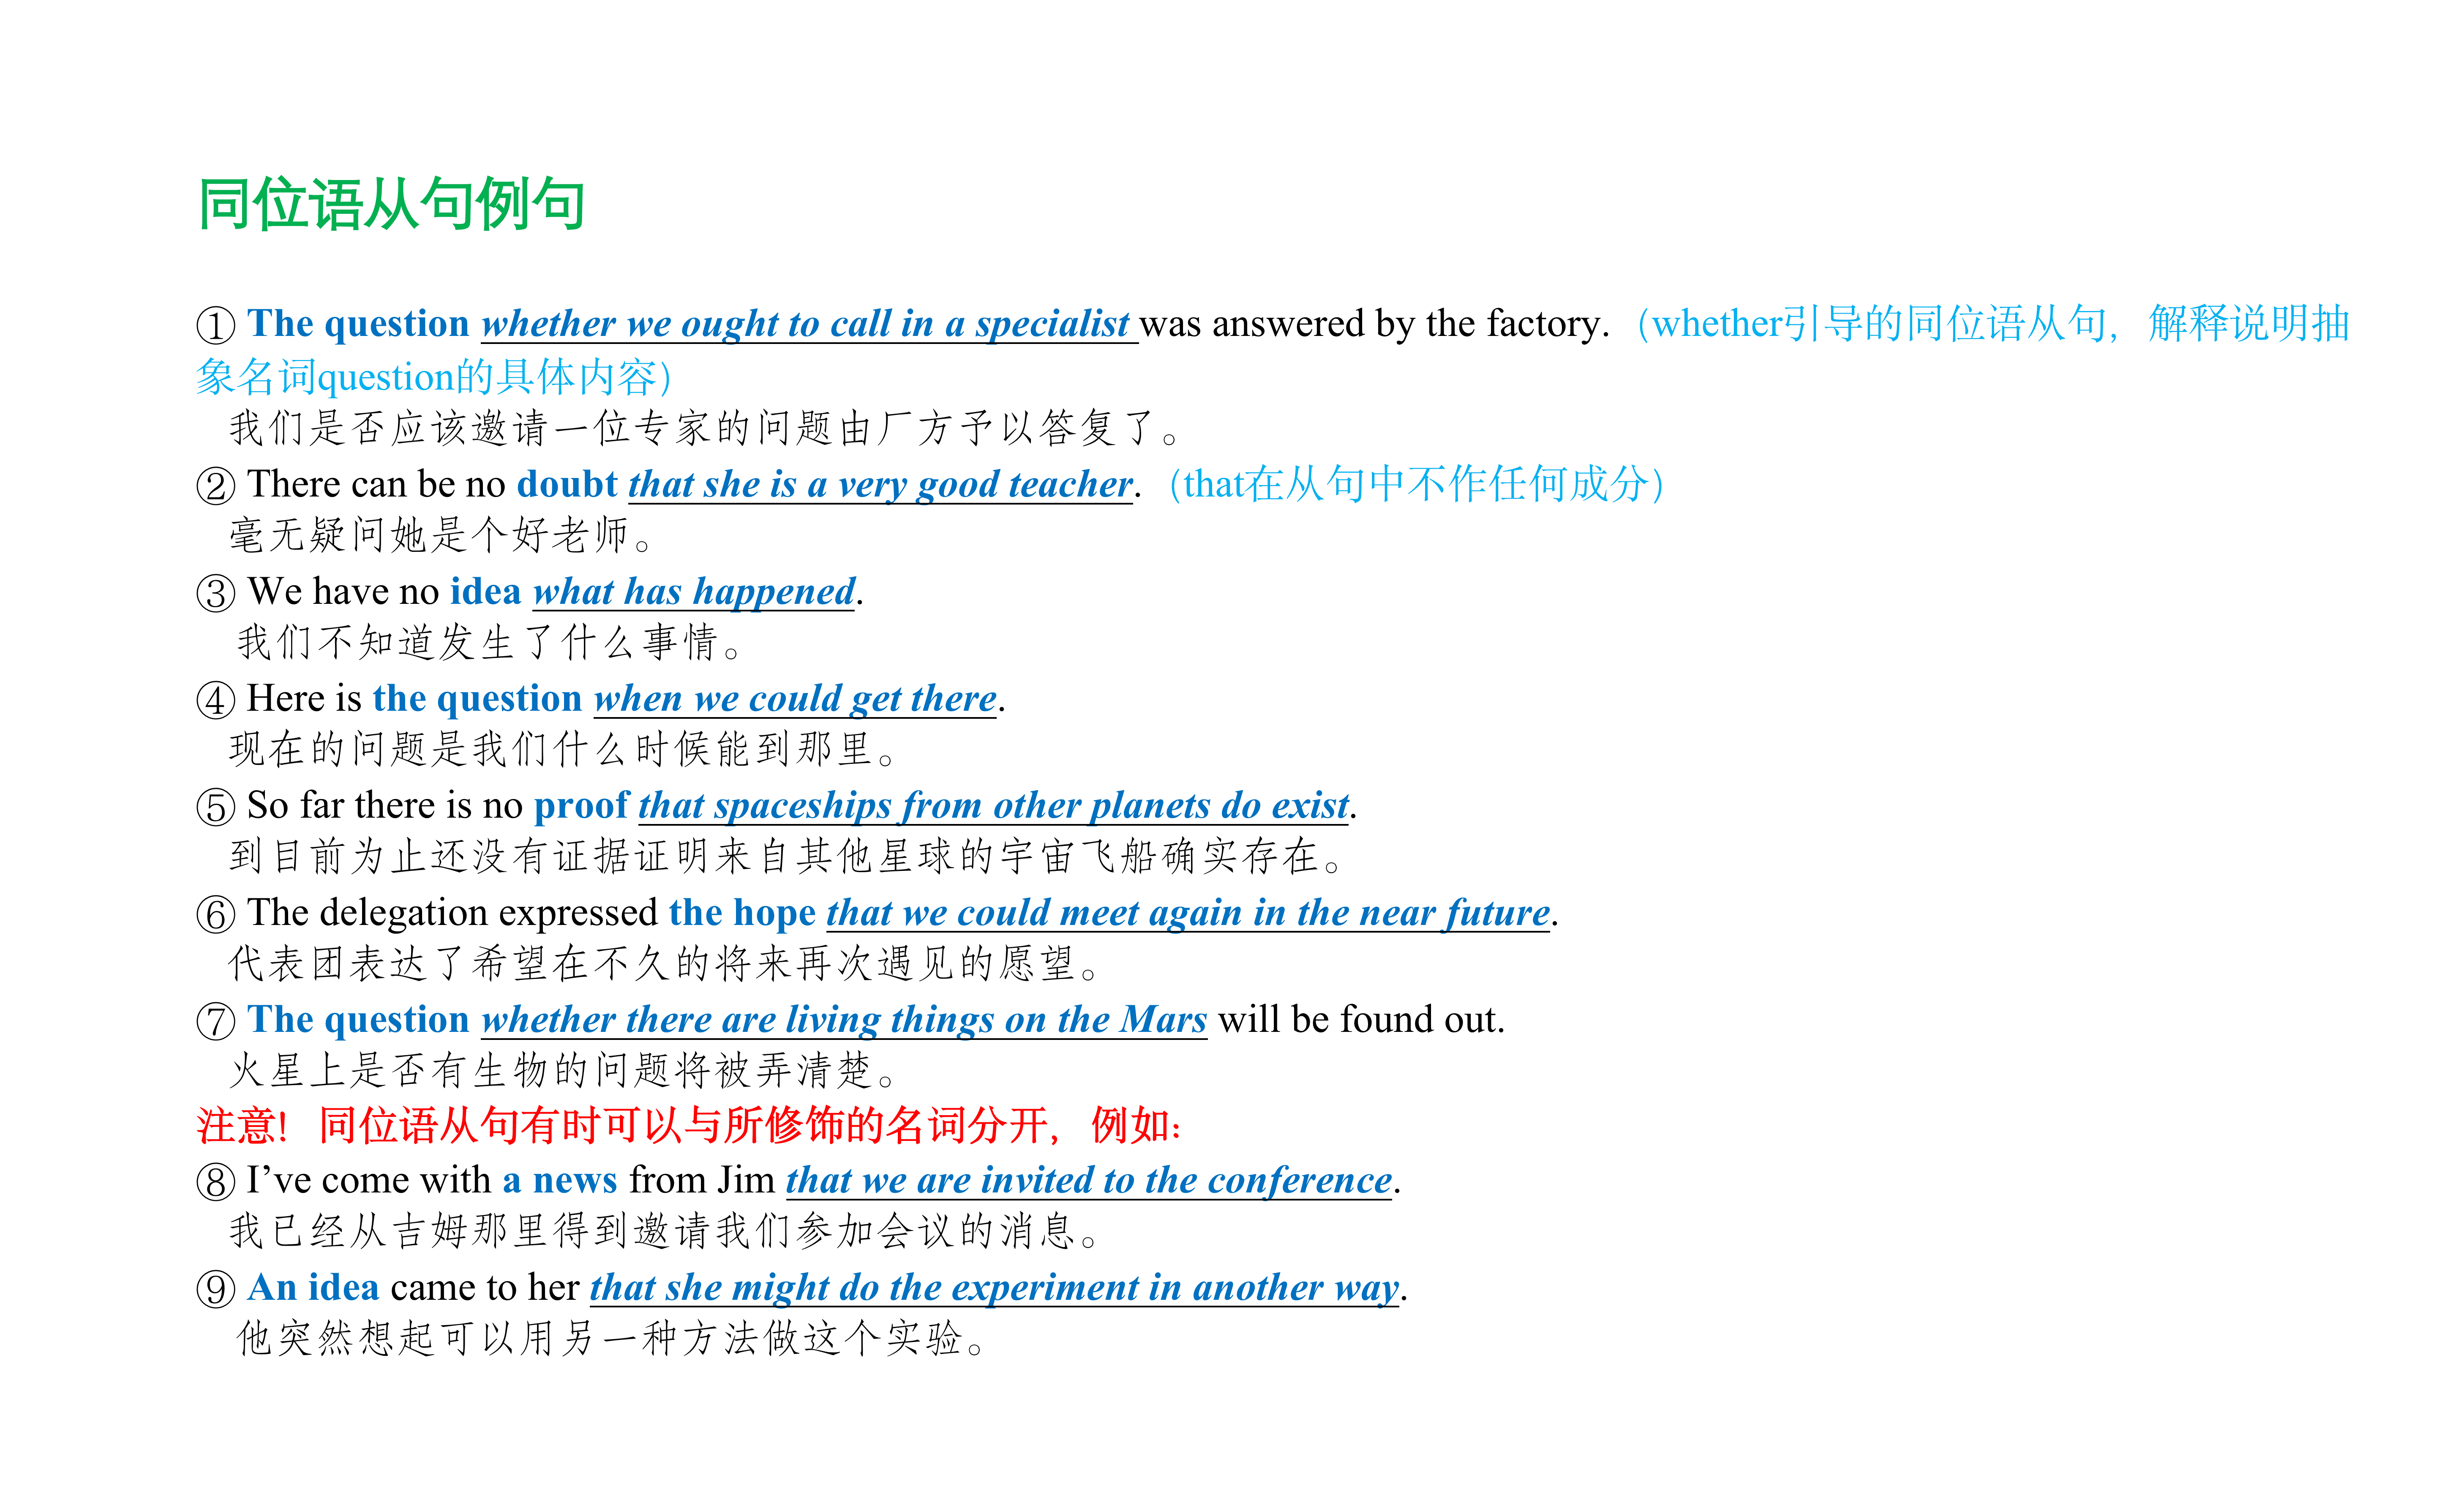 同位语从句例句
① The question whether we ought to call in a specialist was answered by the factory.（whether引导的同位语从句，解释说明抽
象名词question的具体内容）
我们是否应该邀请一位专家的问题由厂方予以答复了。
② There can be no doubt that she is a very good teacher.（that在从句中不作任何成分）
毫无疑问她是个好老师。
③ We have no idea what has happened.
我们不知道发生了什么事情。
④ Here is the question when we could get there.
现在的问题是我们什么时候能到那里。
⑤ So far there is no proof that spaceships from other planets do exist.
到目前为止还没有证据证明来自其他星球的宇宙飞船确实存在。
⑥ The delegation expressed the hope that we could meet again in the near future.
代表团表达了希望在不久的将来再次遇见的愿望。
⑦ The question whether there are living things on the Mars will be found out.
火星上是否有生物的问题将被弄清楚。
注意！同位语从句有时可以与所修饰的名词分开，例如：
⑧ I’ve come with a news from Jim that we are invited to the conference.
我已经从吉姆那里得到邀请我们参加会议的消息。
⑨ An idea came to her that she might do the experiment in another way.
他突然想起可以用另一种方法做这个实验。